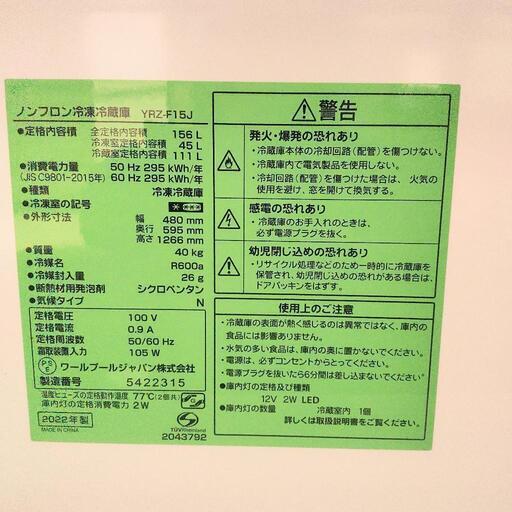 ノンフロン冷凍冷蔵庫 YRZ-F15J
●定格内容積 全定格内容積 156 L
冷凍室定格内容積 45 L
冷蔵室定格内容積 111 L
●消費電力量 50 Hz 295 kWh/年
(JIS C9801-2015年) 60 Hz 295 kWh/年
●種類 冷凍冷蔵庫
●冷凍室の記号
●外形寸法 幅 480 mm
奥行 595 mm
高さ 1266 mm
●質量 40 kg
●冷媒名 R600a
●冷媒封入量 26 g
●断熱材用発泡剤 シクロペンタン
●気候タイプ N
定格電圧 100 V
定格電流 0.9 A
定格周波数 50/60 Hz
霜取装置入力 105 W
PSE ワールプールジャパン株式会社
製造番号 5422315
温度ヒューズの定格動作温度 77℃(2個共)
庫内灯の定格消費電力 2W
2022年製
MADE IN CHINA
TÜVRheinland
2043792
警告
発火・爆発の恐れあり
・冷蔵庫本体の冷却回路(配管)を傷つけない。
・冷蔵庫内で電気製品を使用しない。
・冷却回路(配管)を傷つけた場合は、火気の
使用を避け、窓を開けて換気する。
感電の恐れあり
・冷蔵庫のお手入れのときは、
必ず電源プラグを抜く。
幼児閉じ込めの恐れあり
・リサイクル処理などのため一時的に冷蔵庫を
保管され、幼児閉じ込めの恐れがある場合は、
ドアパッキンをはずす。
使用上のご注意
・冷蔵庫の表面が熱く感じるのは異常ではなく、庫内の
食品には影響ありません。
・水気の多い食品は、庫内の奥に置かないでください。
・電源は、必ずコンセントからとってください。
・電源プラグを抜いたら6分間は差し込まないでください。
●庫内灯の定格及び種類
12V 2W LED
●庫内灯の数量 冷蔵室内 1個
詳しくは取扱説明書をご覧ください